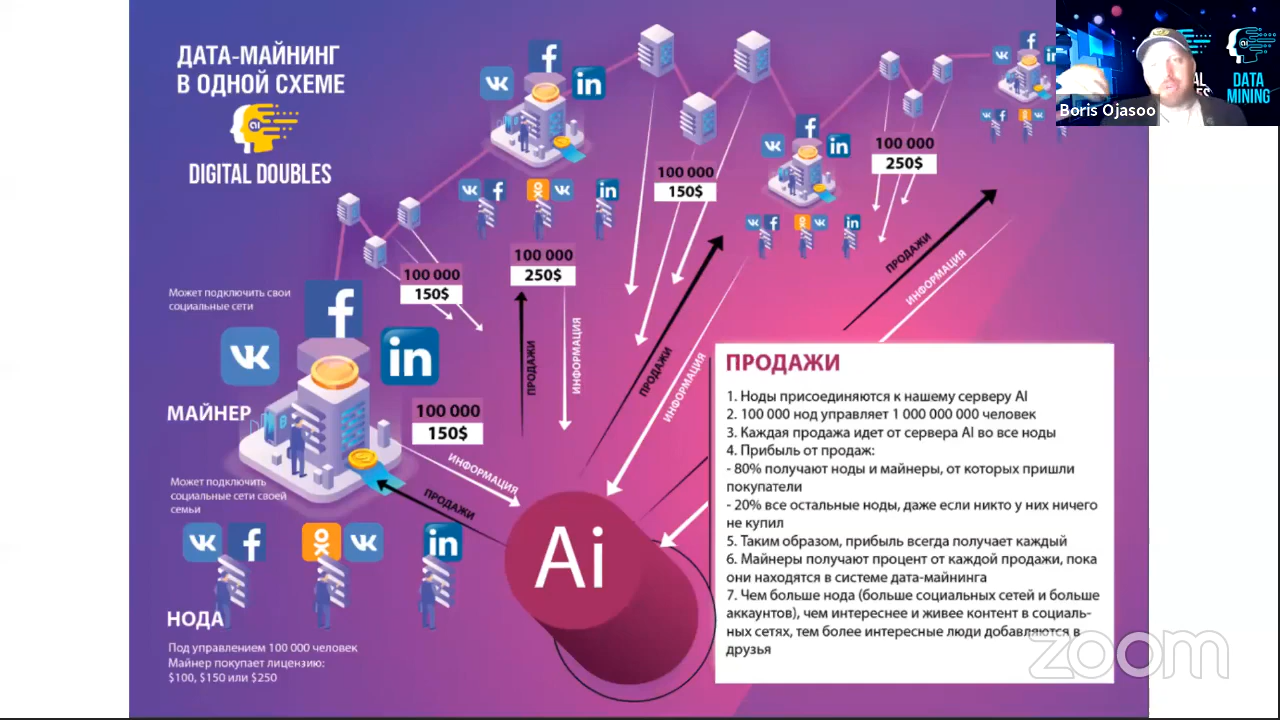 ДАТА-МАЙНИНГ
В ОДНОЙ СХЕМЕ
ai
DIGITAL DOUBLES
Может подключить свои
социальные сети
МАЙНЕР
Может подключить
социальные сети своей
семьи
НОДА
Под управлением 100 000 человек
Майнер покупает лицензию:
$100, $150 или $250
100 000
150$
100 000
150$
100 000
250$
100 000
150$
100 000
250$
ИНФОРМАЦИЯ
ПРОДАЖИ
ПРОДАЖИ
ИНФОРМАЦИЯ
ПРОДАЖИ
ИНФОРМАЦИЯ
ПРОДАЖИ
ИНФОРМАЦИЯ
Ai
ПРОДАЖИ
1. Ноды присоединяются к нашему серверу AI
2. 100 000 нод управляет 1 000 000 000 человек
3. Каждая продажа идет от сервера AI во все ноды
4. Прибыль от продаж:
- 80% получают ноды и майнеры, от которых пришли
покупатели
- 20% все остальные ноды, даже если никто у них ничего
не купил
5. Таким образом, прибыль всегда получает каждый
6. Майнеры получают процент от каждой продажи, пока
они находятся в системе дата-майнинга
7. Чем больше нода (больше социальных сетей и больше
аккаунтов), чем интереснее и живее контент в социаль-
ных сетях, тем более интересные люди добавляются в
друзья
zoom
Boris Ojasoo
DATA
MINING